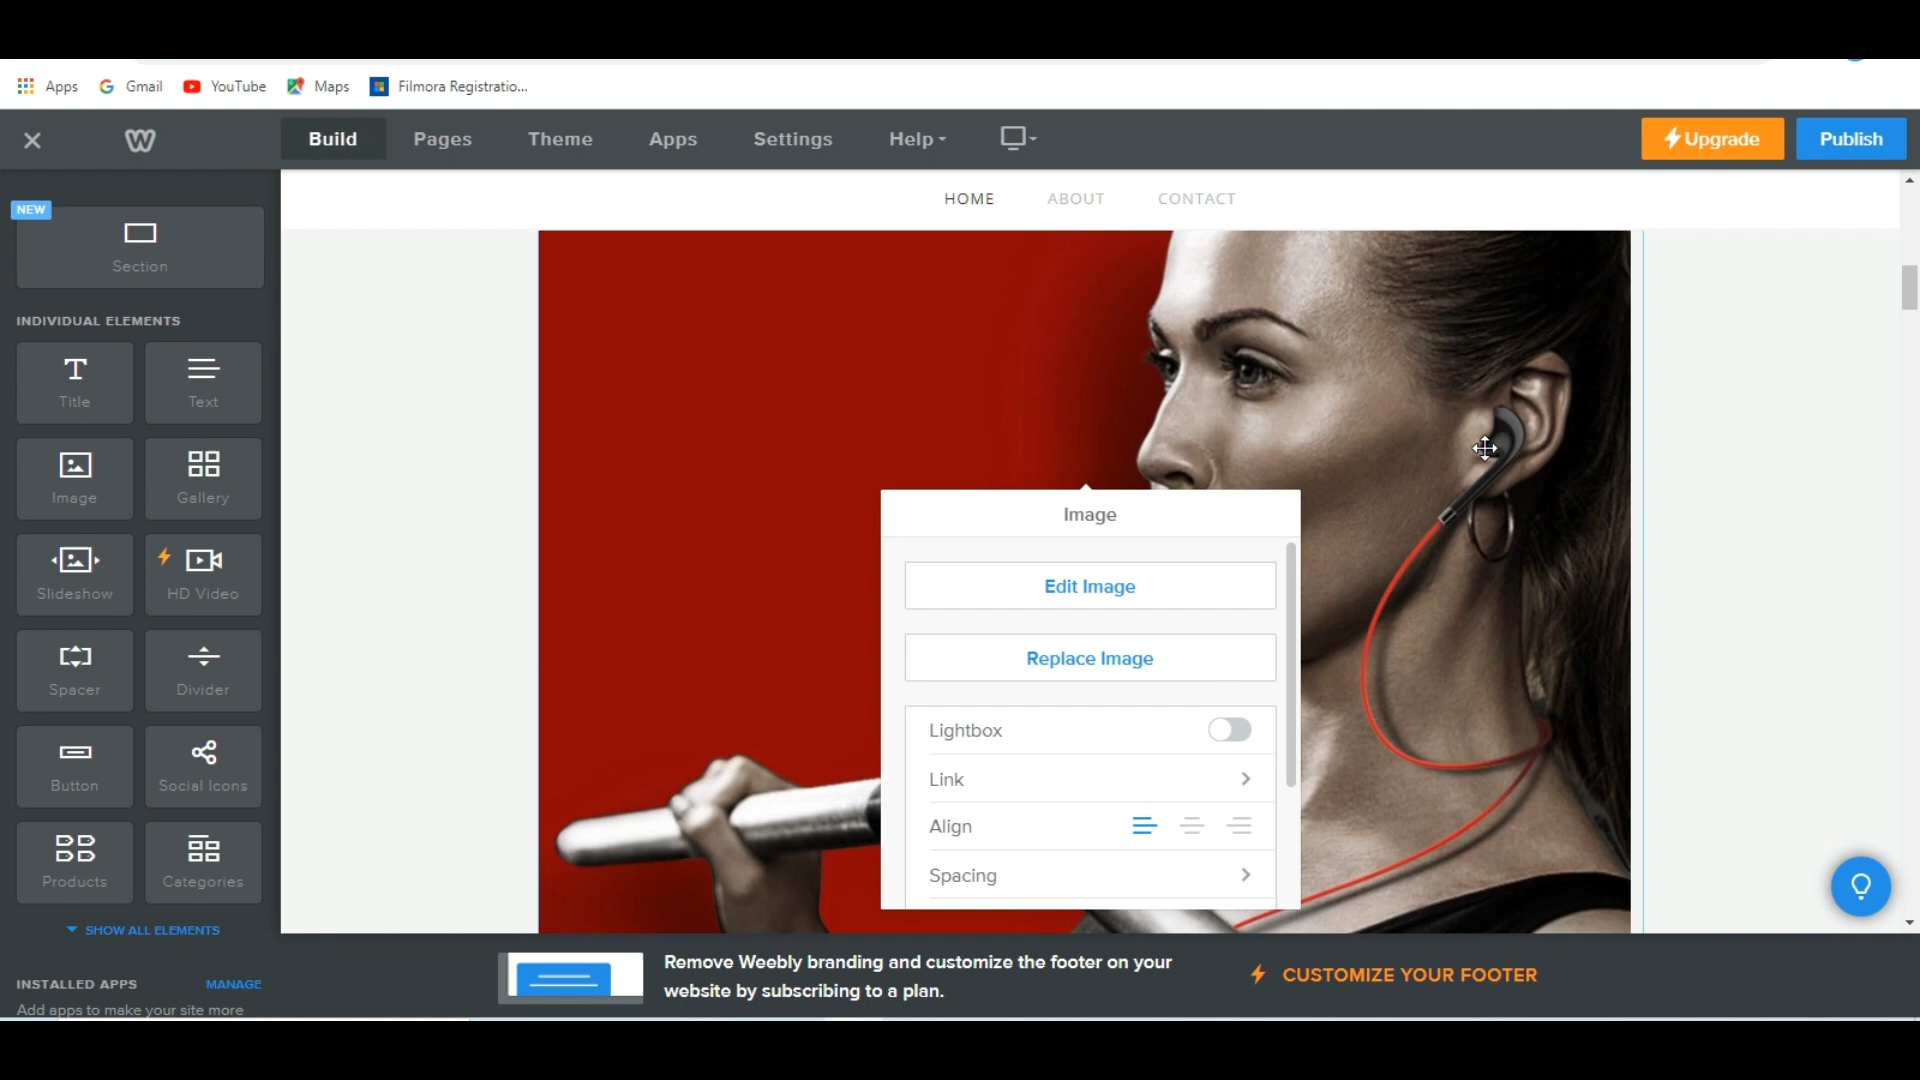 Apps Gmail YouTube Maps Filmora Registratio...
Build Pages Theme Apps Settings Help Upgrade Publish
HOME ABOUT CONTACT
NEW
Section
INDIVIDUAL ELEMENTS
Title Text
Image Gallery
Slideshow HD Video
Spacer Divider
Button Social Icons
Products Categories
SHOW ALL ELEMENTS
INSTALLED APPS MANAGE
Add apps to make your site more
Image
Edit Image
Replace Image
Lightbox
Link
Align
Spacing
Remove Weebly branding and customize the footer on your
website by subscribing to a plan.
CUSTOMIZE YOUR FOOTER